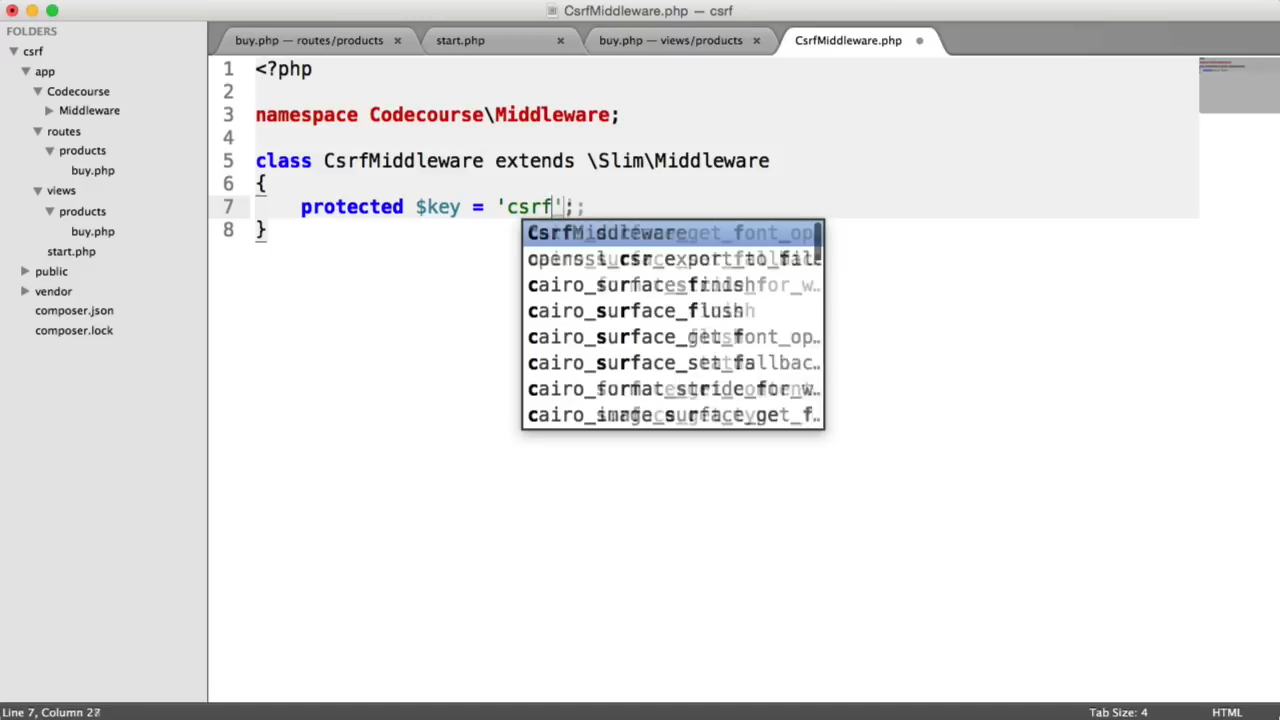 CsrfMiddleware.php — csrf
FOLDERS
csrf
app
Codecourse
Middleware
routes
products
buy.php
views
products
buy.php
start.php
public
vendor
composer.json
composer.lock
buy.php — routes/products ×
start.php ×
buy.php — views/products ×
CsrfMiddleware.php
1 <?php
2
3 namespace Codecourse\Middleware;
4
5 class CsrfMiddleware extends \Slim\Middleware
6 {
7 protected $key = 'csrf';
8 }
CsrfMiddleware
cairo_surface_flush
Line 7, Column
Tab Size: 4
HTML